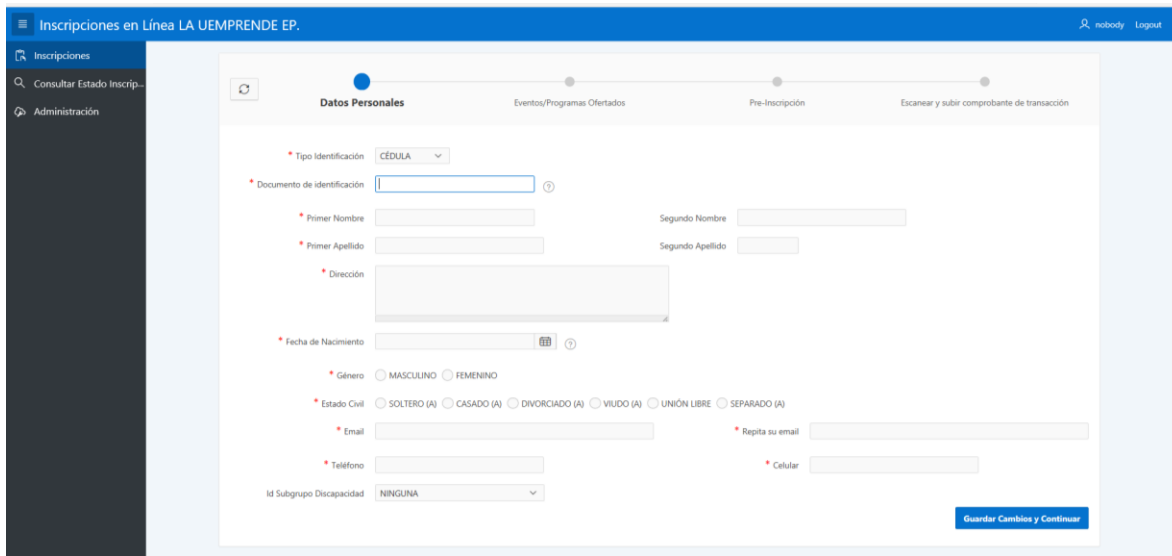 Inscripciones en Línea LA UEMPRENDE EP.
nobody Logout
Inscripciones
Consultar Estado Inscrip...
Administración
Datos Personales
Eventos/Programas Ofertados
Pre-Inscripción
Escanear y subir comprobante de transacción
* Tipo Identificación CÉDULA
* Documento de identificación
* Primer Nombre
Segundo Nombre
* Primer Apellido
Segundo Apellido
* Dirección
* Fecha de Nacimiento
* Género MASCULINO FEMENINO
* Estado Civil SOLTERO (A) CASADO (A) DIVORCIADO (A) VIUDO (A) UNIÓN LIBRE SEPARADO (A)
* Email
* Repita su email
* Teléfono
* Celular
Id Subgrupo Discapacidad NINGUNA
Guardar Cambios y Continuar